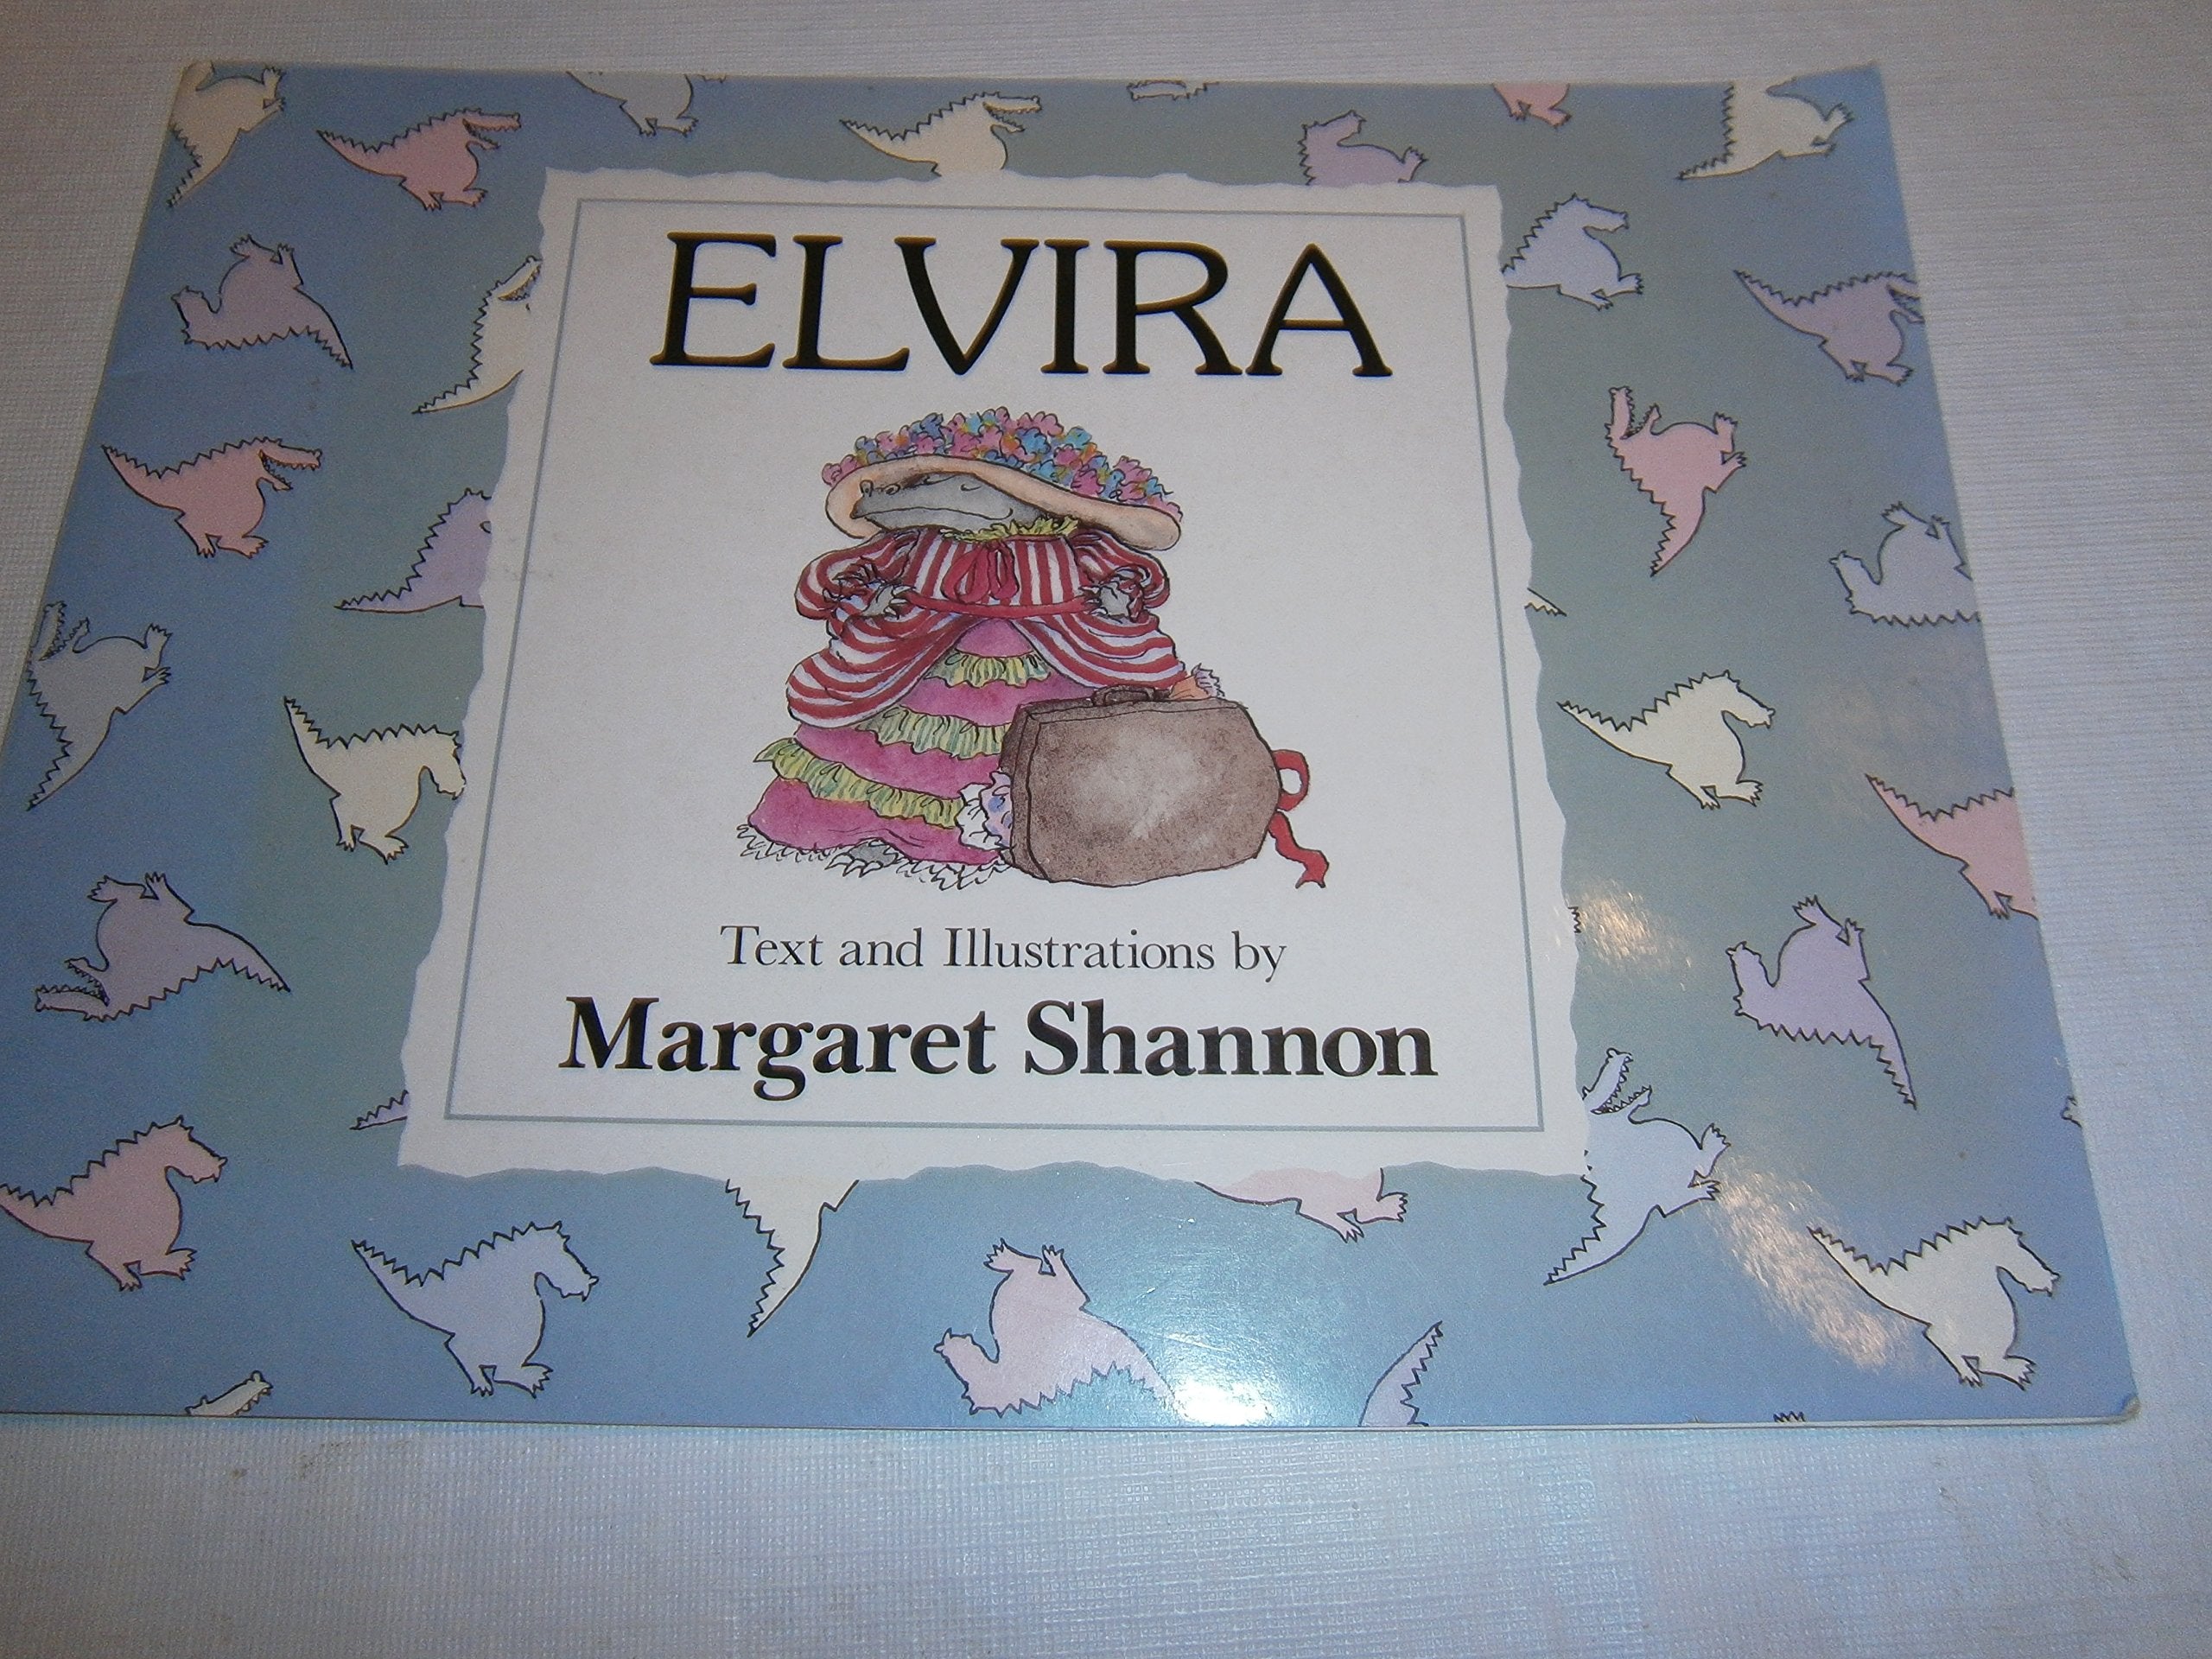 ELVIRA
Text and Illustrations by
Margaret Shannon